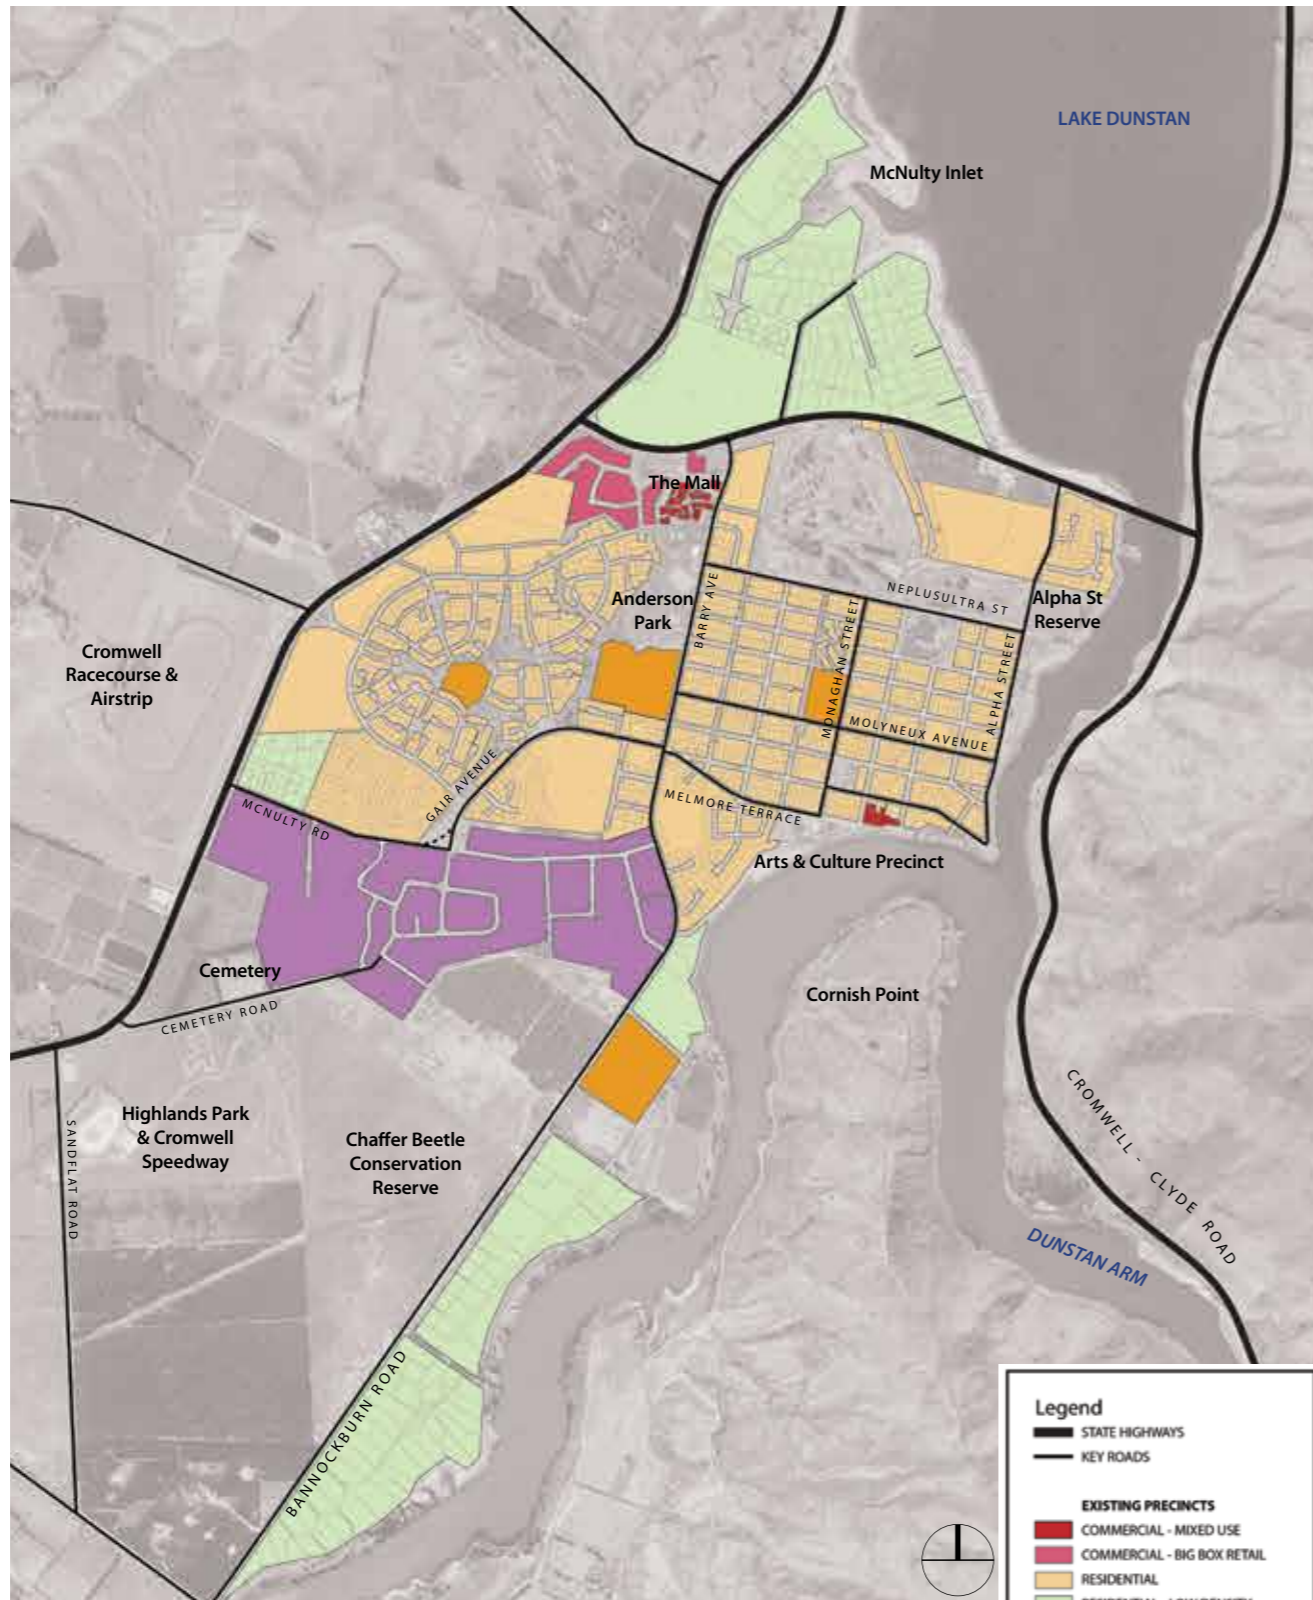 LAKE DUNSTAN
McNulty Inlet
The Mall
NEPLUSULTRA ST
Anderson
Park
BARRY AVE
MONAGHAN STREET
Alpha St
Reserve
ALPHA STREET
Cromwell
Racecourse &
Airstrip
MOLYNEUX AVENUE
GAIR AVENUE
MCNULTY RD
MELMORE TERRACE
Arts & Culture Precinct
Cemetery
CEMETERY ROAD
Cornish Point
SANDFLAT ROAD
Highlands Park
& Cromwell
Speedway
Chaffer Beetle
Conservation
Reserve
CROMWELL - CLYDE ROAD
DUNSTAN ARM
BANNOCKBURN ROAD
Legend
STATE HIGHWAYS
KEY ROADS
EXISTING PRECINCTS
COMMERCIAL - MIXED USE
COMMERCIAL - BIG BOX RETAIL
RESIDENTIAL
RESIDENTIAL - LOW DENSITY